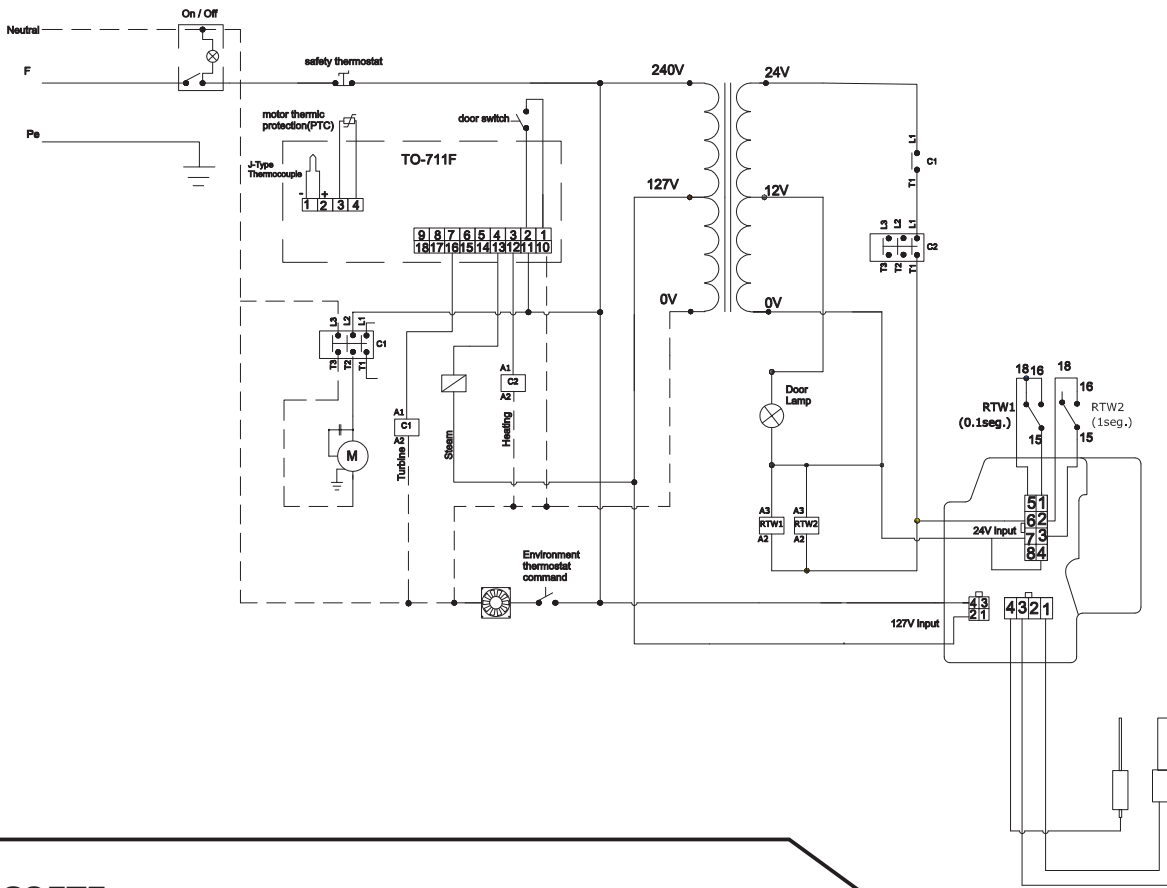 On / Off
Neutral
F
Pe
safety thermostat
motor thermic
protection(PTC)
door switch
TO-711F
J-Type
Thermocouple
- +
1 2 3 4
9 8 7 6 5 4 3 2 1
18 17 16 15 14 13 12 11 10
240V
24V
127V
12V
0V
0V
L1
C1
T1
L3 L2 L1
C2
T3 T2 T1
L3 L2 L1
C1
T3 T2 T1
M
A1
C1
A2
Turbine
Steam
A1
C2
A2
Heating
Door
Lamp
A3 A3
RTW1 RTW2
A2 A2
18 16
18
16
RTW1
(0.1seg.)
RTW2
(1seg.)
15
15
5 1
6 2
7 3
8 4
24V Input
Environment
thermostat
command
4 3
2 1
127V Input
4 3 2 1